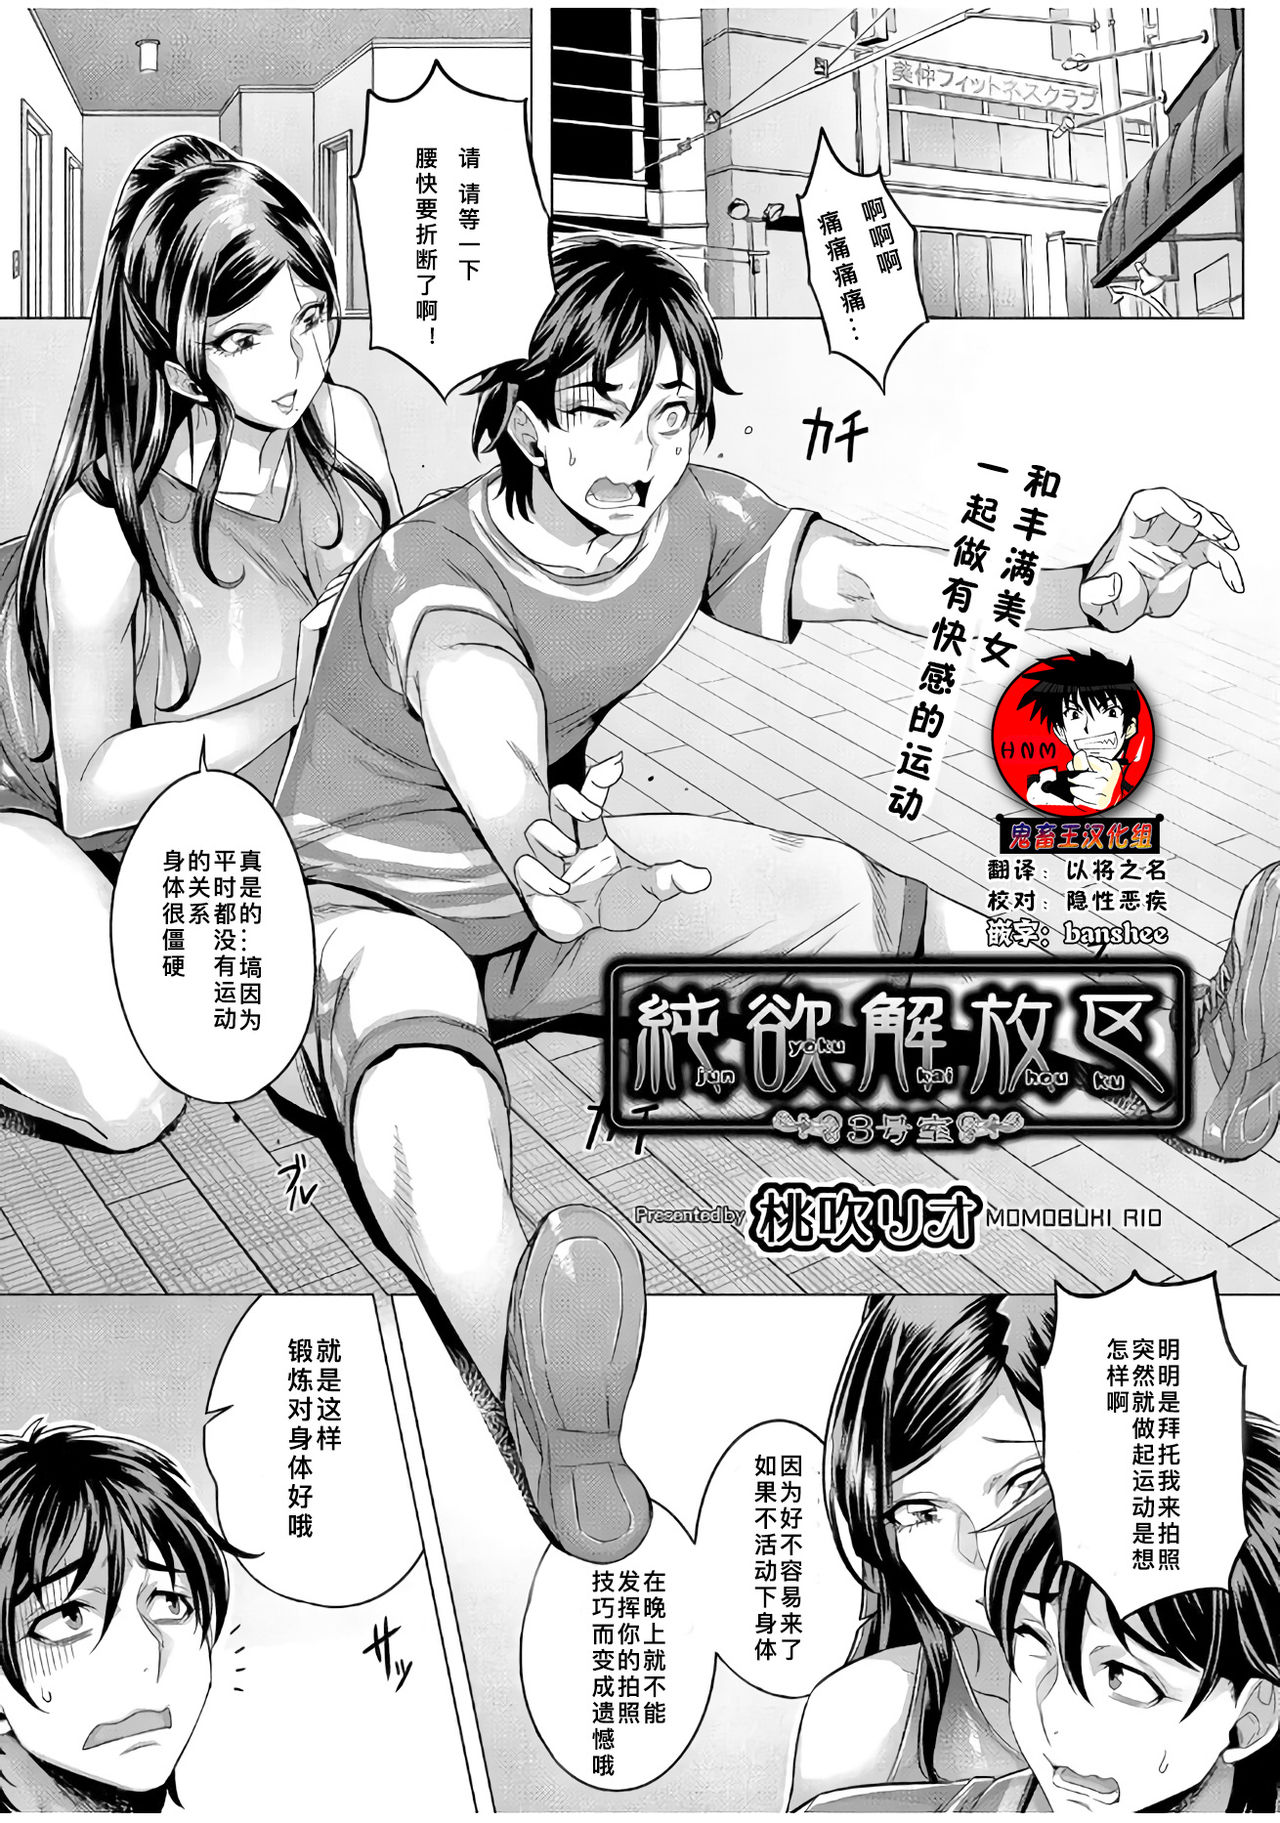 美伸フィットネスクラブ
啊啊啊
痛痛痛痛…
请 请等一下
腰快要折断了啊！
カチ
和丰满美女
一起做有快感的运动
HNM
鬼畜王汉化组
翻译：以将之名
校对：隐性恶疾
嵌字：banshee
真是的…塙因为
平时都没有运动
的关系
身体很僵硬
純欲解放区
jun yoku kai hou ku
3号室
カチ
ブル
Presented by 桃吹リオ MOMOBUKI RIO
明明是拜托我来拍照
突然就做起运动是想
怎样啊
因为好不容易来了
如果不活动下身体
在晚上就不能
发挥你的拍照
技巧而变成遗憾哦
就是这样
锻炼对身体好哦
ササッ